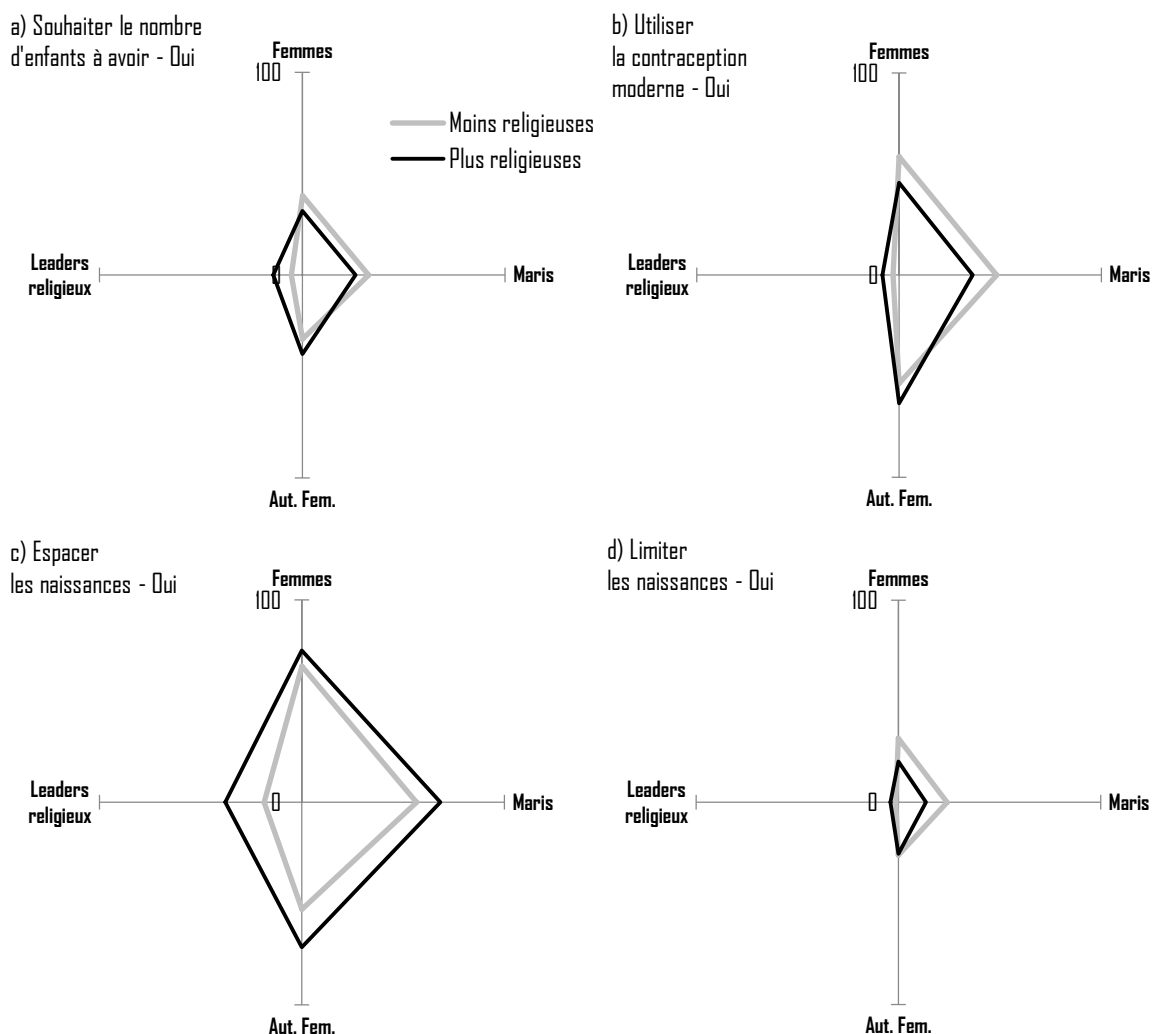 a) Souhaiter le nombre
d'enfants à avoir - Oui
Femmes
100
Moins religieuses
Plus religieuses
Leaders
religieux
0
Maris
Aut. Fem.
b) Utiliser
la contraception
moderne - Oui
Femmes
100
Leaders
religieux
0
Maris
Aut. Fem.
c) Espacer
les naissances - Oui
Femmes
100
Leaders
religieux
0
Maris
Aut. Fem.
d) Limiter
les naissances - Oui
Femmes
100
Leaders
religieux
0
Maris
Aut. Fem.